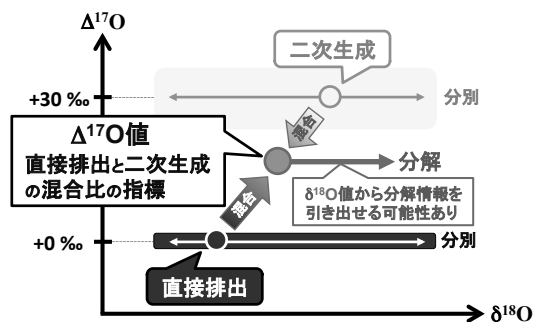 Δ¹⁷O
二次生成
+30 ‰
分別
混合
Δ¹⁷O値
直接排出と二次生成
の混合比の指標
分解
δ¹⁸O値から分解情報を
引き出せる可能性あり
混合
+0 ‰
分別
直接排出
δ¹⁸O